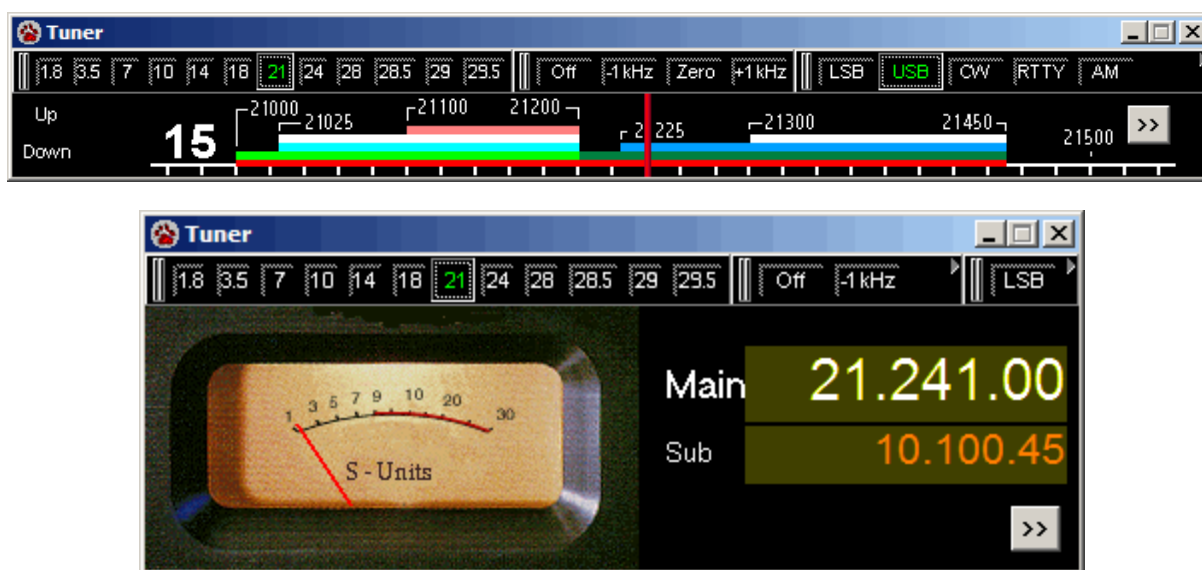 Tuner
1.8 3.5 7 10 14 18 21 24 28 28.5 29 29.5 Off -1 kHz Zero +1 kHz LSB USB CW RTTY AM
Up 21000 21025 21100 21200 21225 21300 21450 21500 >>
Down 15
Tuner
1.8 3.5 7 10 14 18 21 24 28 28.5 29 29.5 Off -1 kHz LSB
1 3 5 7 9 10 20 30
S - Units
Main 21.241.00
Sub 10.100.45
>>